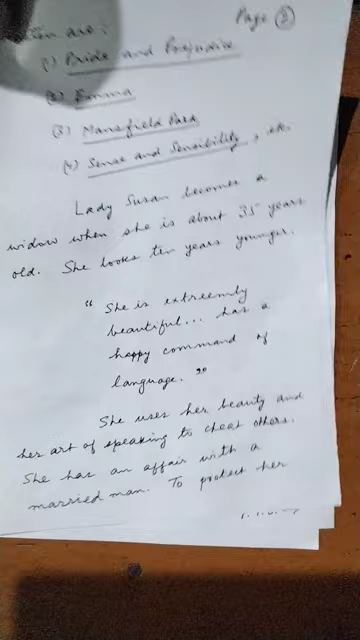 Page (2)
tion are:
(1) Pride and Prejudice
(2) Emma
(3) Mansfield Park
(4) Sense and Sensibility, etc.
Lady Susan becomes a
widow when she is about 35 years
old. She looks ten years younger.
" She is extremely
beautiful... has a
happy command of
language. "
She uses her beauty and
her art of speaking to cheat others.
She has an affair with a
married man. To protect her